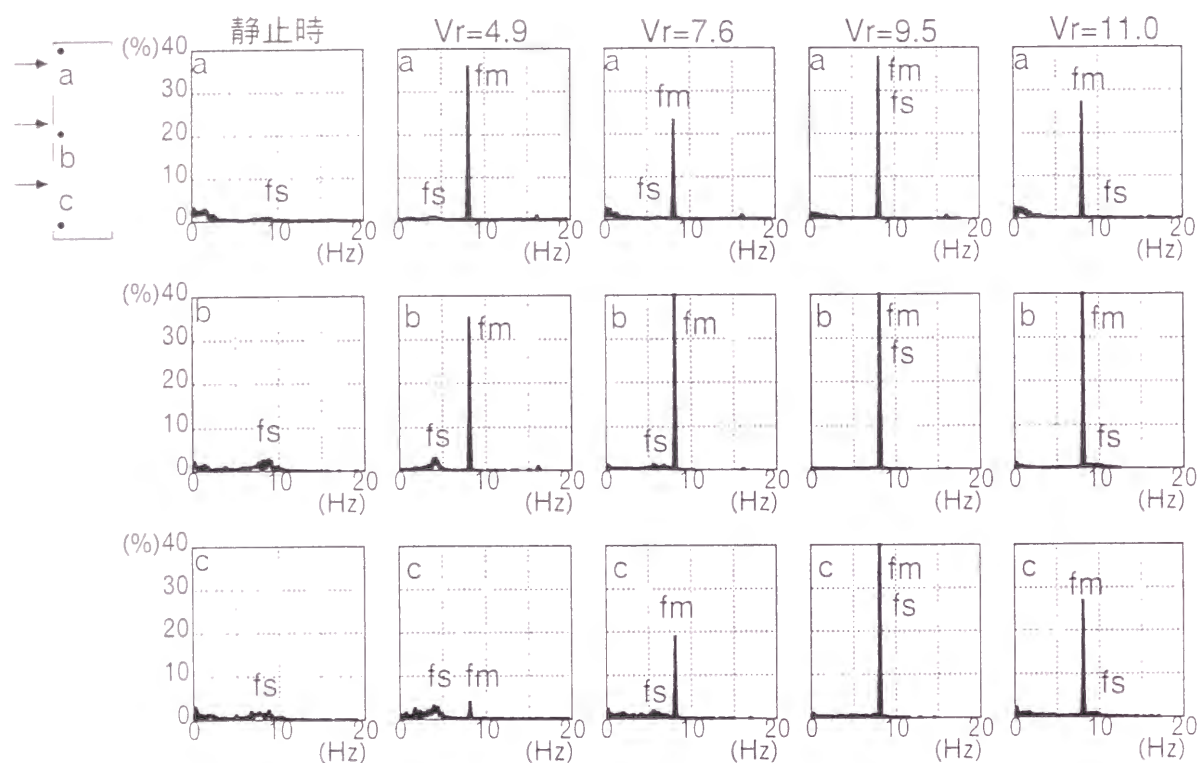 静止時 Vr=4.9 Vr=7.6 Vr=9.5 Vr=11.0
a
b
c
(%)40 a a a a a
30 fm fm fm fm
20 fs
10 fs fs fs fs
0
0 10 20 0 10 20 0 10 20 0 10 20 0 10 20
(Hz) (Hz) (Hz) (Hz) (Hz)
(%)40 b b b b b
30 fm fm fm fm
20 fs
10 fs fs fs fs
0
0 10 20 0 10 20 0 10 20 0 10 20 0 10 20
(Hz) (Hz) (Hz) (Hz) (Hz)
(%)40 c c c c c
30 fm fm fm
20 fs
10 fs fs fm fs fs
0
0 10 20 0 10 20 0 10 20 0 10 20 0 10 20
(Hz) (Hz) (Hz) (Hz) (Hz)